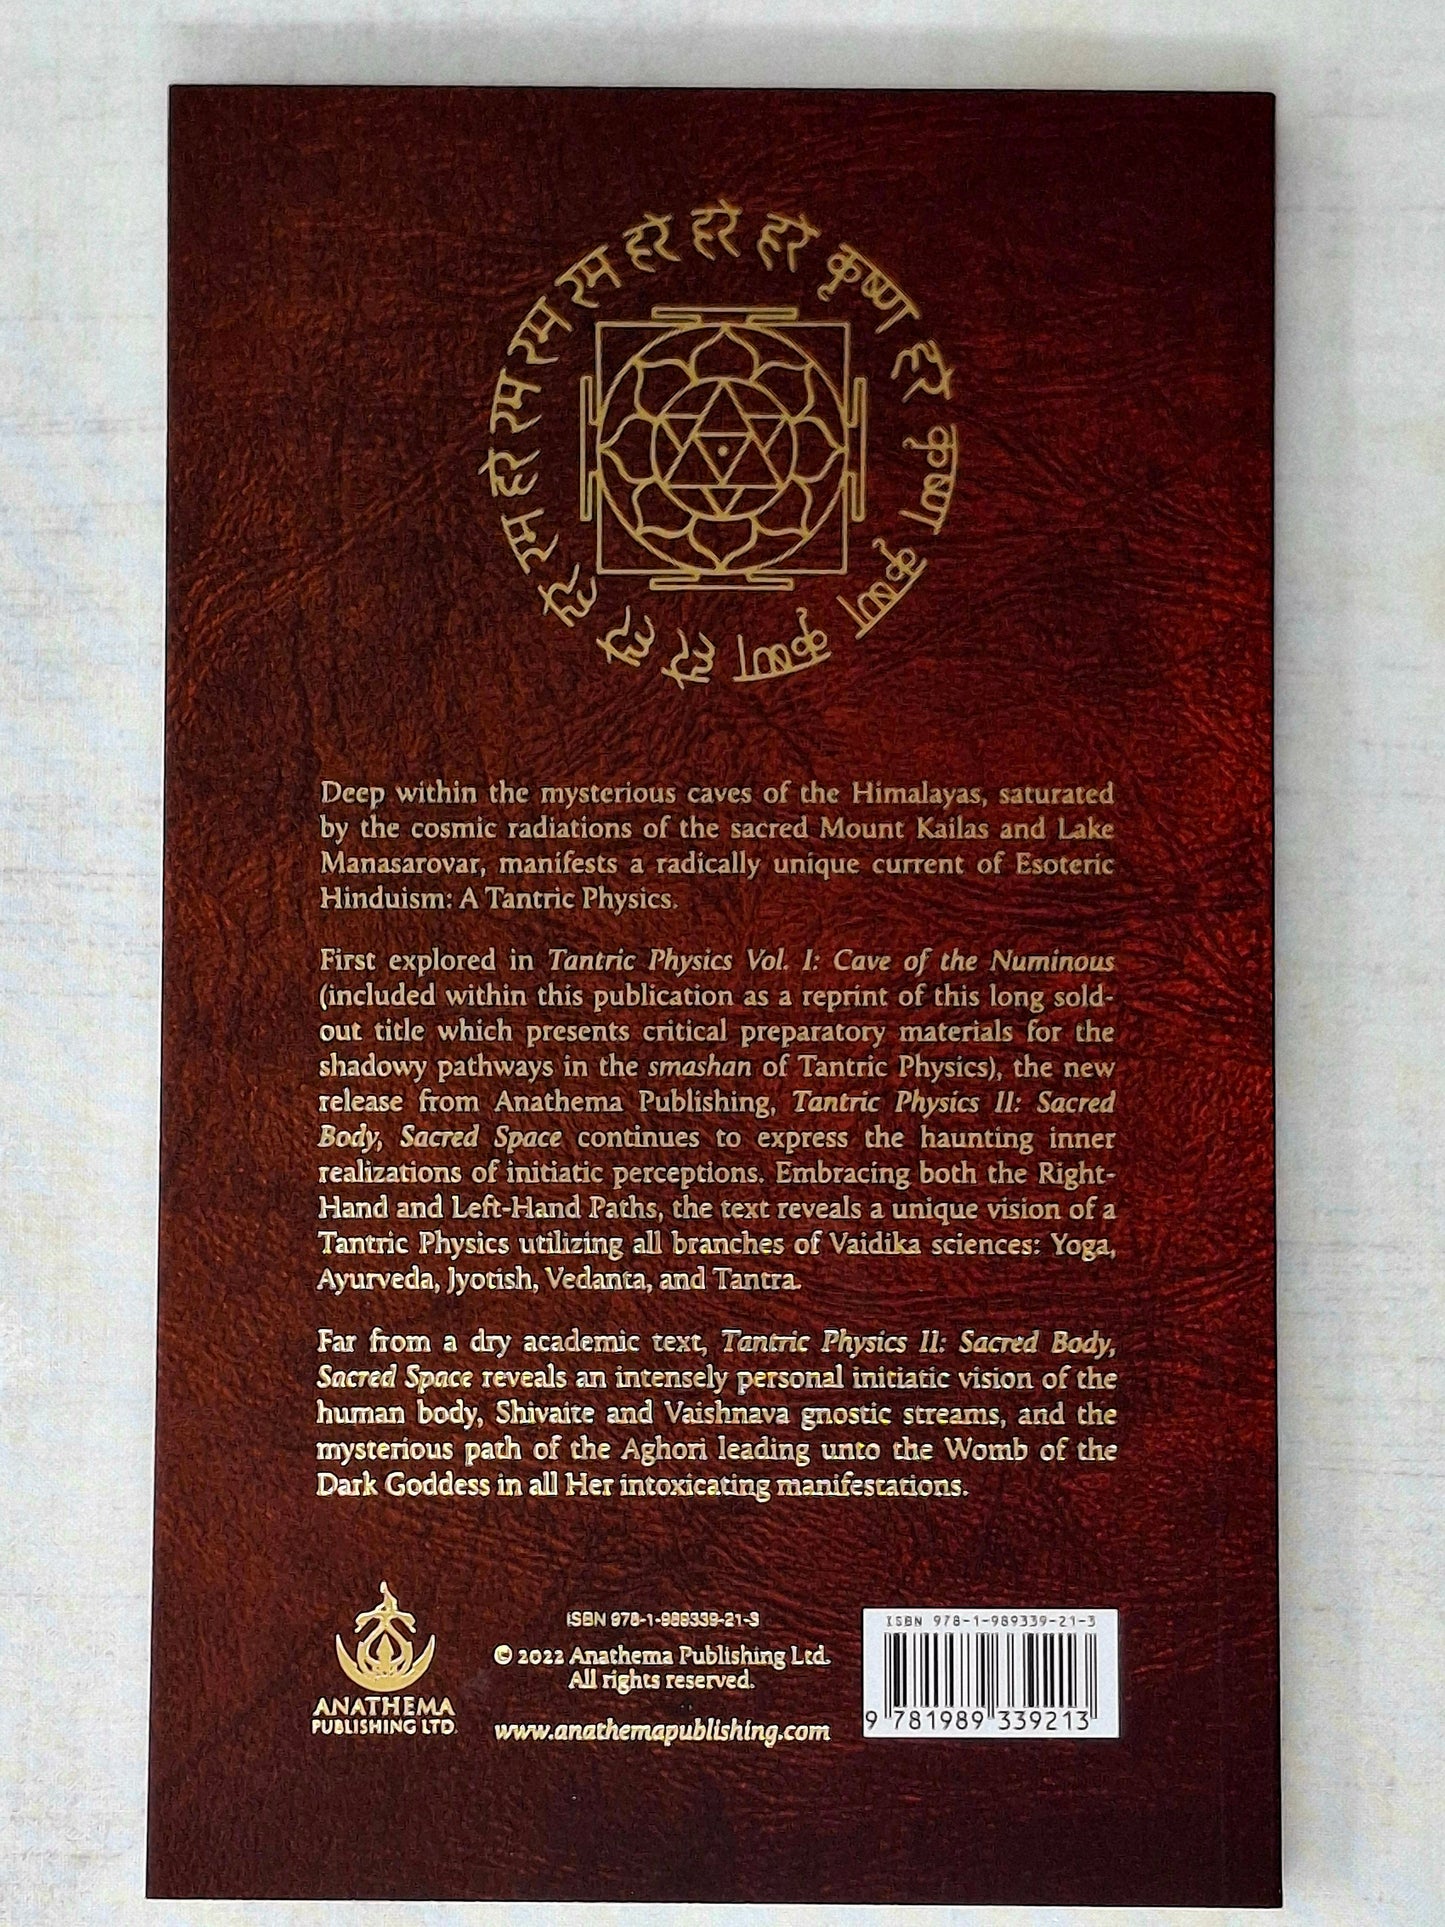 हरे कृष्ण हरे कृष्ण कृष्ण कृष्ण हरे हरे हरे रम हरे रम रम रम हरे हरे
Deep within the mysterious caves of the Himalayas, saturated
by the cosmic radiations of the sacred Mount Kailas and Lake
Manasarovar, manifests a radically unique current of Esoteric
Hinduism: A Tantric Physics.
First explored in Tantric Physics Vol. I: Cave of the Numinous
(included within this publication as a reprint of this long sold-
out title which presents critical preparatory materials for the
shadowy pathways in the smashan of Tantric Physics), the new
release from Anathema Publishing, Tantric Physics II: Sacred
Body, Sacred Space continues to express the haunting inner
realizations of initiatic perceptions. Embracing both the Right-
Hand and Left-Hand Paths, the text reveals a unique vision of a
Tantric Physics utilizing all branches of Vaidika sciences: Yoga,
Ayurveda, Jyotish, Vedanta, and Tantra.
Far from a dry academic text, Tantric Physics II: Sacred Body,
Sacred Space reveals an intensely personal initiatic vision of the
human body, Shivaite and Vaishnava gnostic streams, and the
mysterious path of the Aghori leading unto the Womb of the
Dark Goddess in all Her intoxicating manifestations.
ANATHEMA
PUBLISHING LTD.
ISBN 978-1-989339-21-3
© 2022 Anathema Publishing Ltd.
All rights reserved.
www.anathemapublishing.com
ISBN 978-1-989339-21-3
9 781989 339213